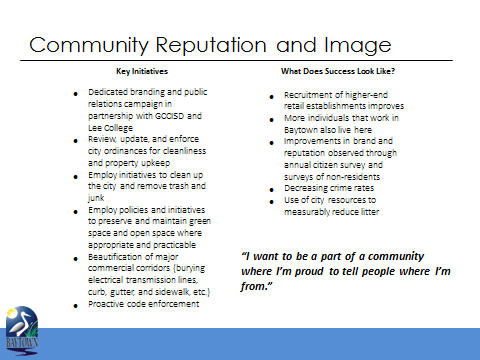 Community Reputation and Image
Key Initiatives
• Dedicated branding and public
relations campaign in
partnership with GCCISD and
Lee College
• Review, update, and enforce
city ordinances for cleanliness
and property upkeep
• Employ initiatives to clean up
the city and remove trash and
junk
• Employ policies and initiatives
to preserve and maintain green
space and open space where
appropriate and practicable
• Beautification of major
commercial corridors (burying
electrical transmission lines,
curb, gutter, and sidewalk, etc.)
• Proactive code enforcement
What Does Success Look Like?
• Recruitment of higher-end
retail establishments improves
• More individuals that work in
Baytown also live here
• Improvements in brand and
reputation observed through
annual citizen survey and
surveys of non-residents
• Decreasing crime rates
• Use of city resources to
measurably reduce litter
“I want to be a part of a community
where I’m proud to tell people where I’m
from.”
BAYTOWN